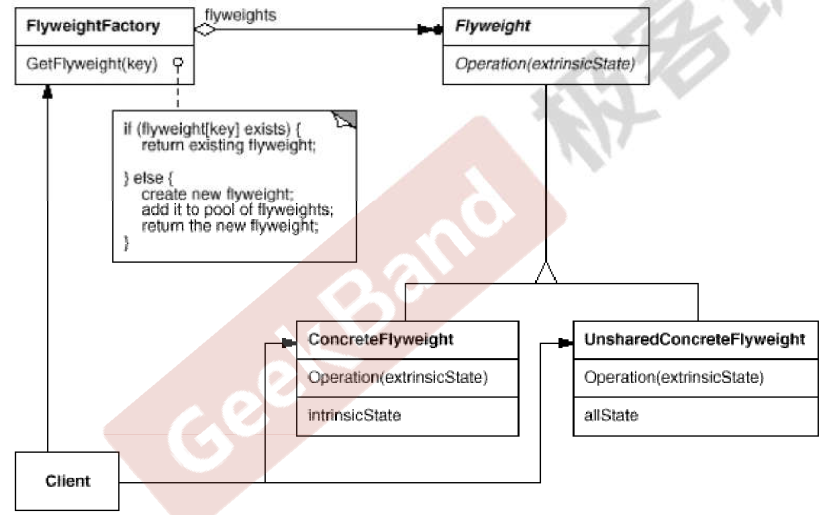 FlyweightFactory
flyweights
Flyweight
GetFlyweight(key)
Operation(extrinsicState)
if (flyweight[key] exists) {
return existing flyweight;
} else {
create new flyweight;
add it to pool of flyweights;
return the new flyweight;
}
ConcreteFlyweight
UnsharedConcreteFlyweight
Operation(extrinsicState)
Operation(extrinsicState)
intrinsicState
allState
Client
GeekBand
极客